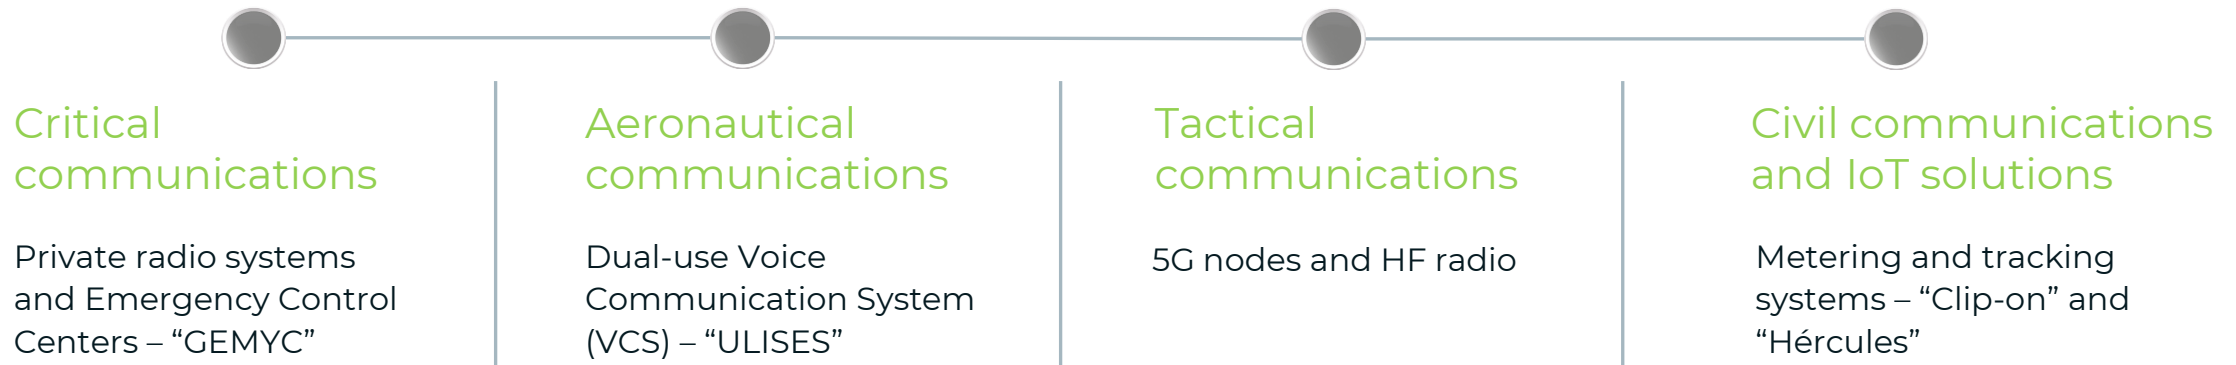 Critical
communications
Private radio systems
and Emergency Control
Centers – “GEMYC”
Aeronautical
communications
Dual-use Voice
Communication System
(VCS) – “ULISES”
Tactical
communications
5G nodes and HF radio
Civil communications
and IoT solutions
Metering and tracking
systems – “Clip-on” and
“Hércules”